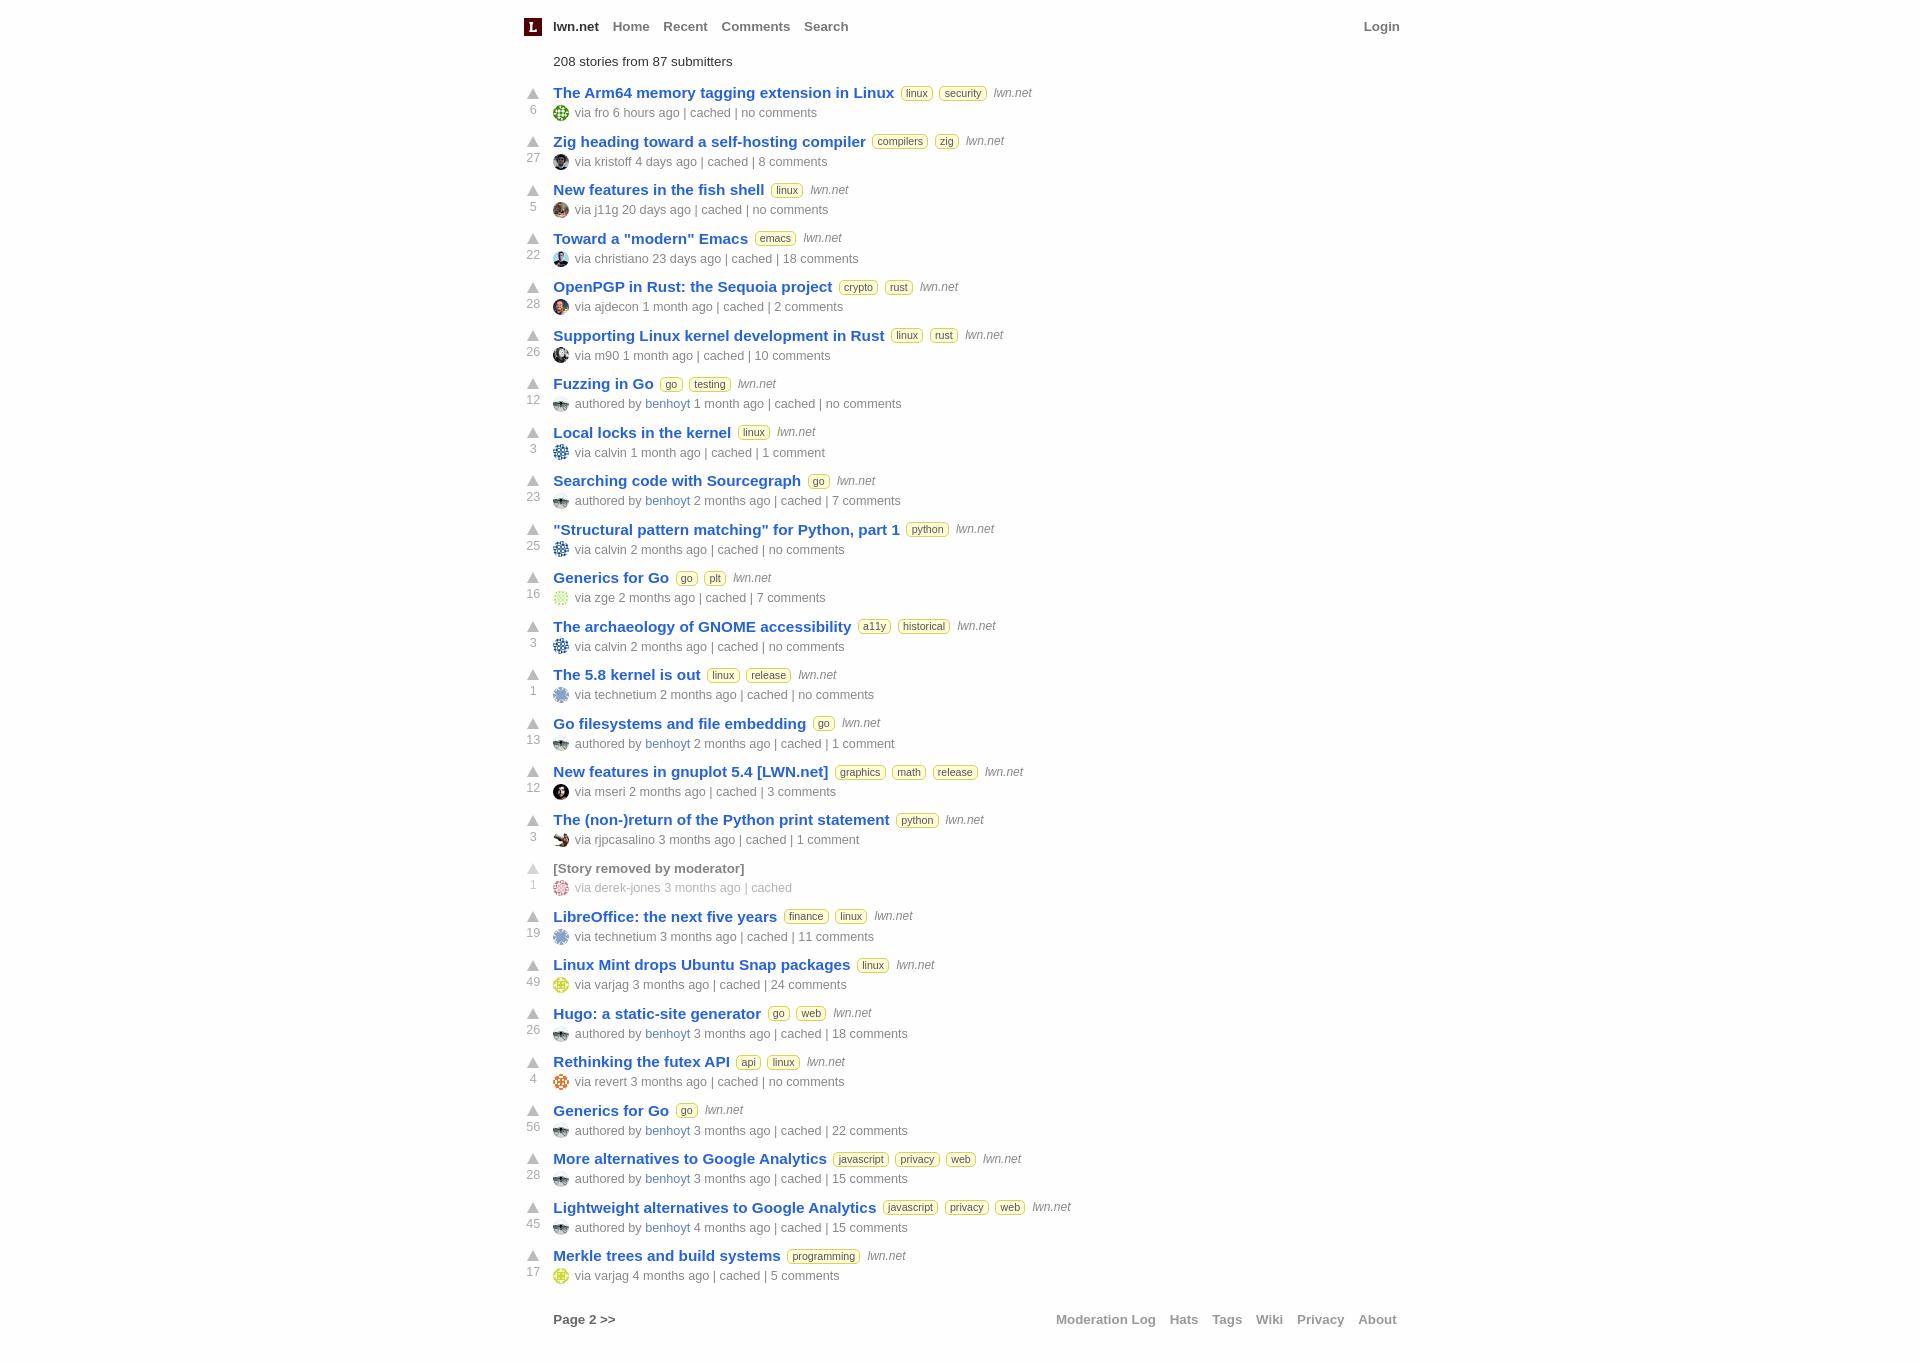 L lwn.net Home Recent Comments Search Login
208 stories from 87 submitters
The Arm64 memory tagging extension in Linux linux security lwn.net
6 via fro 6 hours ago | cached | no comments
Zig heading toward a self-hosting compiler compilers zig lwn.net
27 via kristoff 4 days ago | cached | 8 comments
New features in the fish shell linux lwn.net
5 via j11g 20 days ago | cached | no comments
Toward a "modern" Emacs emacs lwn.net
22 via christiano 23 days ago | cached | 18 comments
OpenPGP in Rust: the Sequoia project crypto rust lwn.net
28 via ajdecon 1 month ago | cached | 2 comments
Supporting Linux kernel development in Rust linux rust lwn.net
26 via m90 1 month ago | cached | 10 comments
Fuzzing in Go go testing lwn.net
12 authored by benhoyt 1 month ago | cached | no comments
Local locks in the kernel linux lwn.net
3 via calvin 1 month ago | cached | 1 comment
Searching code with Sourcegraph go lwn.net
23 authored by benhoyt 2 months ago | cached | 7 comments
"Structural pattern matching" for Python, part 1 python lwn.net
25 via calvin 2 months ago | cached | no comments
Generics for Go go plt lwn.net
16 via zge 2 months ago | cached | 7 comments
The archaeology of GNOME accessibility a11y historical lwn.net
3 via calvin 2 months ago | cached | no comments
The 5.8 kernel is out linux release lwn.net
1 via technetium 2 months ago | cached | no comments
Go filesystems and file embedding go lwn.net
13 authored by benhoyt 2 months ago | cached | 1 comment
New features in gnuplot 5.4 [LWN.net] graphics math release lwn.net
12 via mseri 2 months ago | cached | 3 comments
The (non-)return of the Python print statement python lwn.net
3 via rjpcasalino 3 months ago | cached | 1 comment
[Story removed by moderator]
1 via derek-jones 3 months ago | cached
LibreOffice: the next five years finance linux lwn.net
19 via technetium 3 months ago | cached | 11 comments
Linux Mint drops Ubuntu Snap packages linux lwn.net
49 via varjag 3 months ago | cached | 24 comments
Hugo: a static-site generator go web lwn.net
26 authored by benhoyt 3 months ago | cached | 18 comments
Rethinking the futex API api linux lwn.net
4 via revert 3 months ago | cached | no comments
Generics for Go go lwn.net
56 authored by benhoyt 3 months ago | cached | 22 comments
More alternatives to Google Analytics javascript privacy web lwn.net
28 authored by benhoyt 3 months ago | cached | 15 comments
Lightweight alternatives to Google Analytics javascript privacy web lwn.net
45 authored by benhoyt 4 months ago | cached | 15 comments
Merkle trees and build systems programming lwn.net
17 via varjag 4 months ago | cached | 5 comments
Page 2 >> Moderation Log Hats Tags Wiki Privacy About